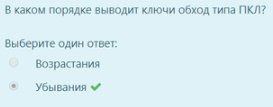 В каком порядке выводит ключи обход типа ПКЛ?
Выберите один ответ:
Возрастания
Убывания